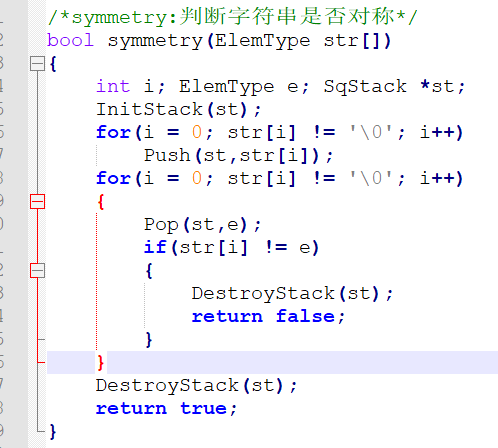 /*symmetry:判断字符串是否对称*/
bool symmetry(ElemType str[])
{
int i; ElemType e; SqStack *st;
InitStack(st);
for(i = 0; str[i] != '\0'; i++)
Push(st,str[i]);
for(i = 0; str[i] != '\0'; i++)
{
Pop(st,e);
if(str[i] != e)
{
DestroyStack(st);
return false;
}
}
DestroyStack(st);
return true;
}